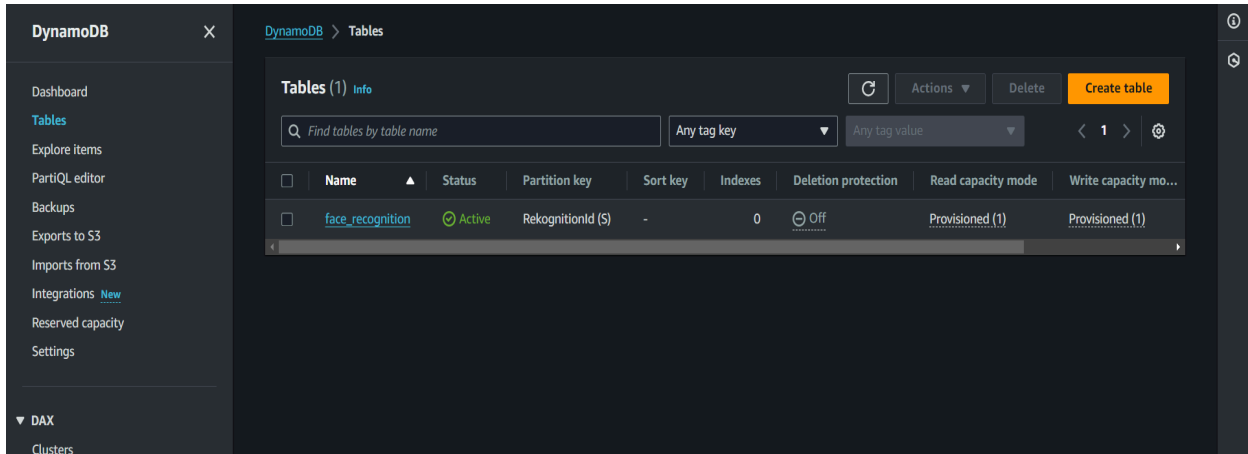 DynamoDB
Dashboard
Tables
Explore items
PartiQL editor
Backups
Exports to S3
Imports from S3
Integrations New
Reserved capacity
Settings
DAX
Clusters
DynamoDB > Tables
Tables (1) Info
Actions
Delete
Create table
Find tables by table name
Any tag key
Any tag value
1
Name Status Partition key Sort key Indexes Deletion protection Read capacity mode Write capacity mo...
face_recognition Active RekognitionId (S) - 0 Off Provisioned (1) Provisioned (1)